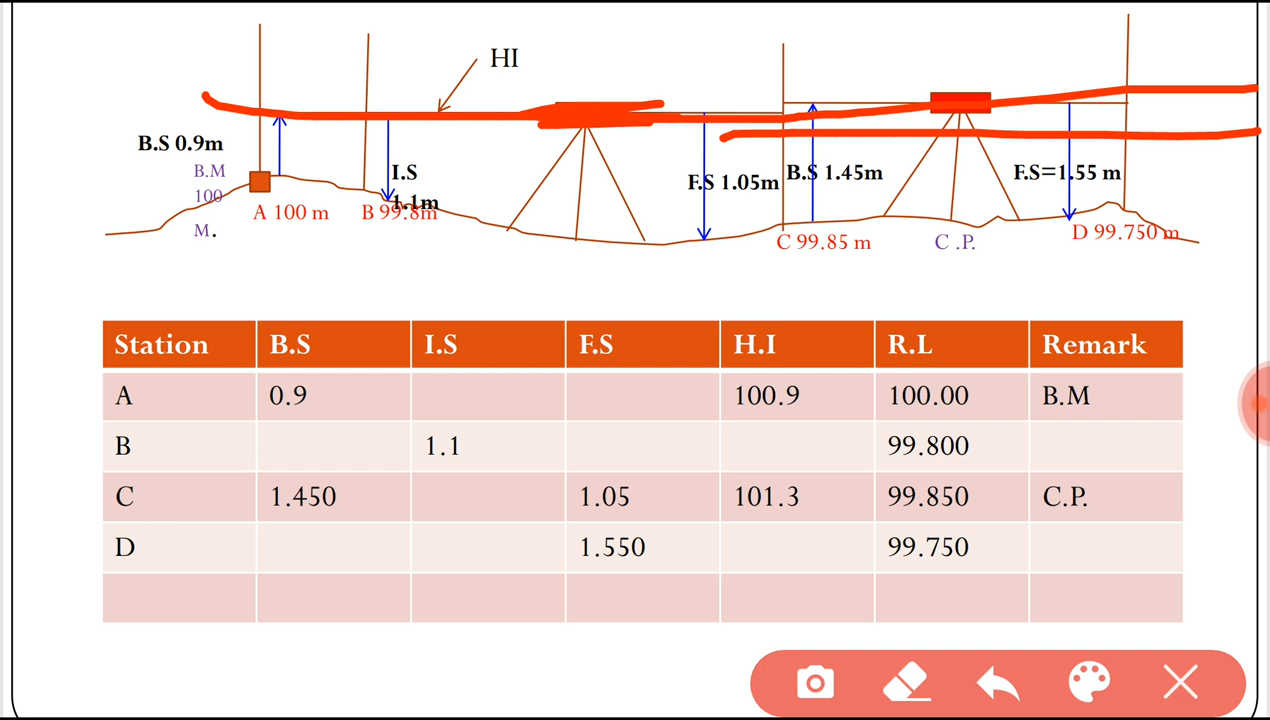 HI
B.S 0.9m
B.M
100
M.
A 100 m
I.S
1.1m
B 99.8m
F.S 1.05m
B.S 1.45m
F.S=1.55 m
C 99.85 m
C .P.
D 99.750 m
Station B.S I.S F.S H.I R.L Remark
A 0.9 100.9 100.00 B.M
B 1.1 99.800
C 1.450 1.05 101.3 99.850 C.P.
D 1.550 99.750